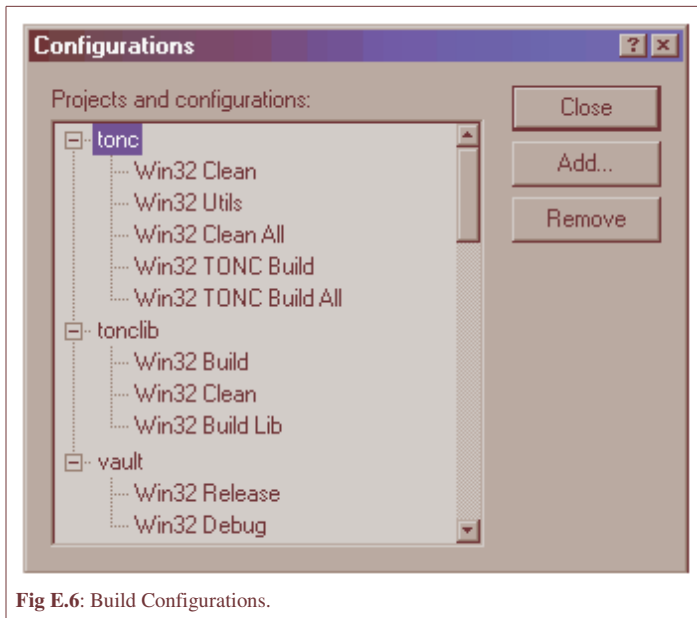 Configurations
Projects and configurations:
tonc
Win32 Clean
Win32 Utils
Win32 Clean All
Win32 TONC Build
Win32 TONC Build All
tonclib
Win32 Build
Win32 Clean
Win32 Build Lib
vault
Win32 Release
Win32 Debug
Close
Add...
Remove
Fig E.6: Build Configurations.